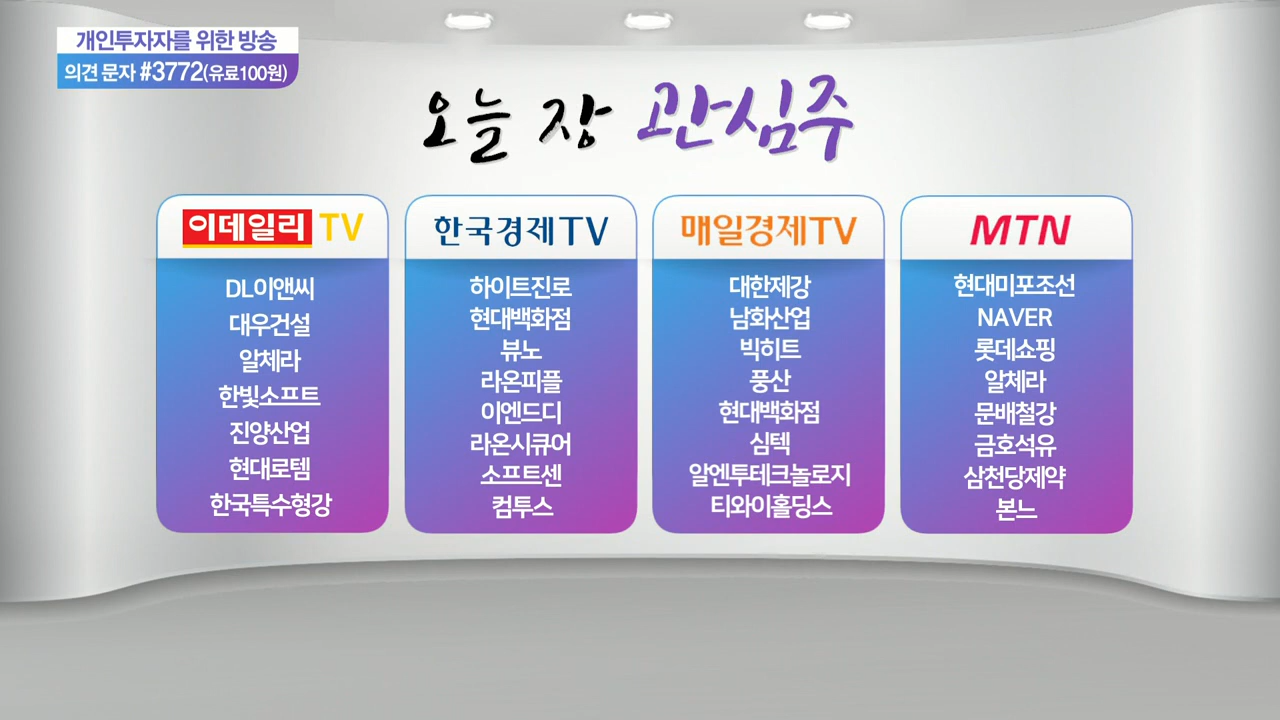 개인투자자를 위한 방송
의견 문자 #3772(유료100원)
오늘 장 관심주
이데일리 TV
DL이앤씨
대우건설
알체라
한빛소프트
진양산업
현대로템
한국특수형강
한국경제TV
하이트진로
현대백화점
뷰노
라온피플
이엔드디
라온시큐어
소프트센
컴투스
매일경제TV
대한제강
남화산업
빅히트
풍산
현대백화점
심텍
알엔투테크놀로지
티와이홀딩스
MTN
현대미포조선
NAVER
롯데쇼핑
알체라
문배철강
금호석유
삼천당제약
본느